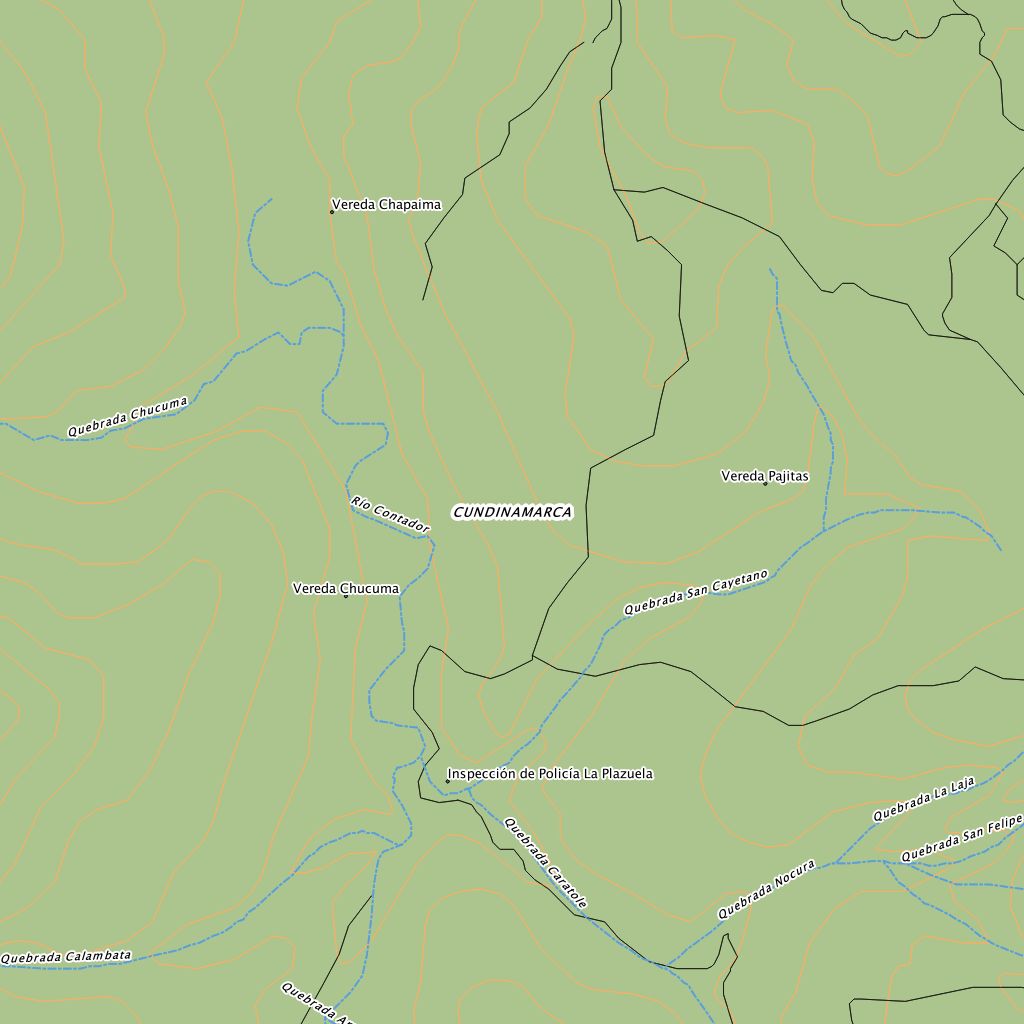 Vereda Chapaima
Quebrada Chucuma
Vereda Pajitas
Río Contador
CUNDINAMARCA
Quebrada San Cayetano
Vereda Chucuma
Inspección de Policía La Plazuela
Quebrada La Laja
Quebrada San Felipe
Quebrada Caratole
Quebrada Nocura
Quebrada Calambata
Quebrada